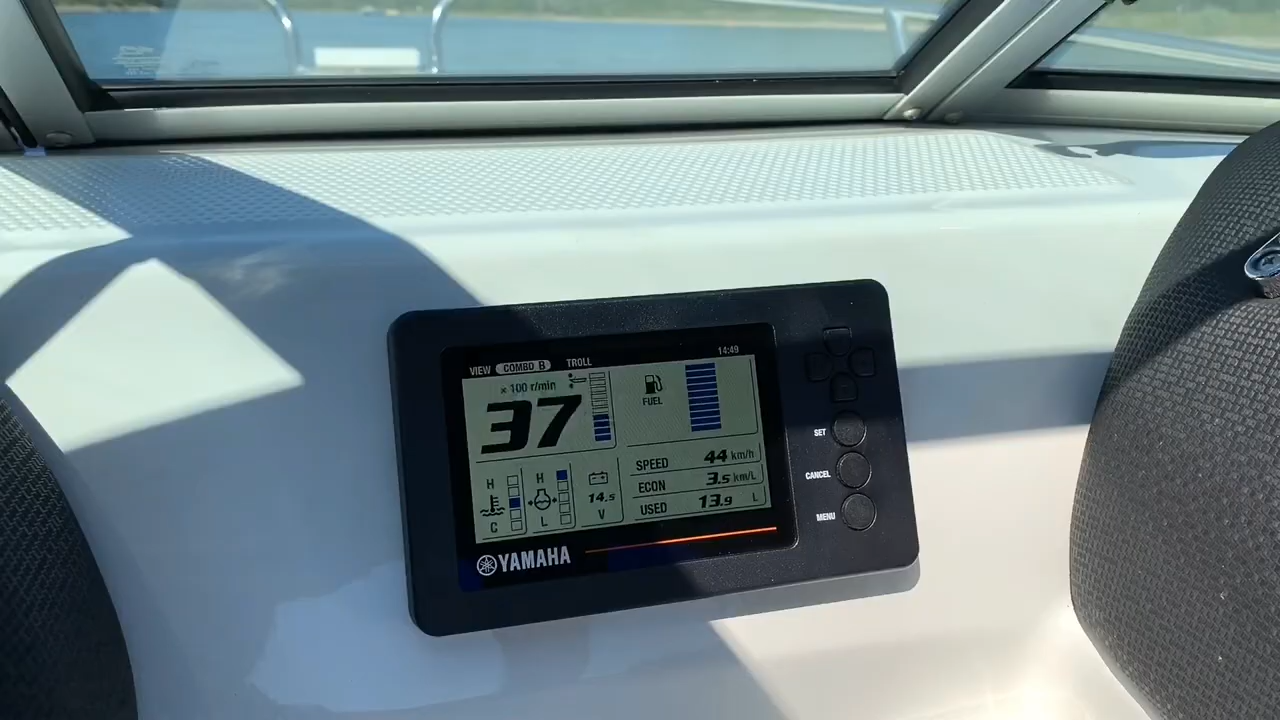 VIEW COMBO B TROLL 14:49
× 100 r/min
37
FUEL
H H
14.5
C L V
SPEED 44 km/h
ECON 3.5 km/L
USED 13.9 L
YAMAHA
SET
CANCEL
MENU